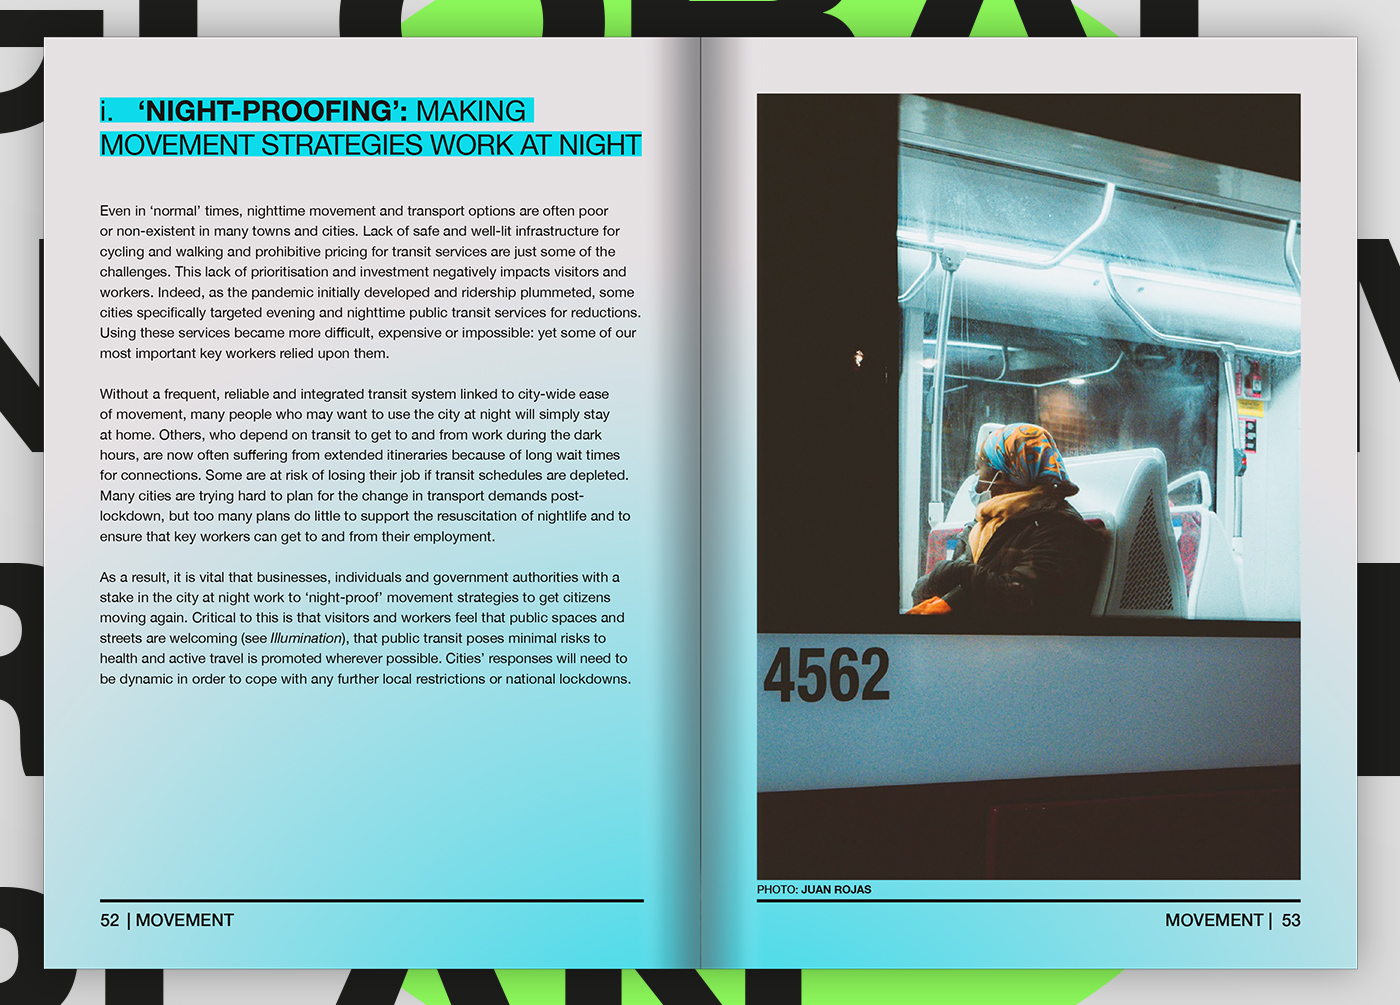 i. ‘NIGHT-PROOFING’: MAKING
MOVEMENT STRATEGIES WORK AT NIGHT
Even in ‘normal’ times, nighttime movement and transport options are often poor
or non-existent in many towns and cities. Lack of safe and well-lit infrastructure for
cycling and walking and prohibitive pricing for transit services are just some of the
challenges. This lack of prioritisation and investment negatively impacts visitors and
workers. Indeed, as the pandemic initially developed and ridership plummeted, some
cities specifically targeted evening and nighttime public transit services for reductions.
Using these services became more difficult, expensive or impossible: yet some of our
most important key workers relied upon them.
Without a frequent, reliable and integrated transit system linked to city-wide ease
of movement, many people who may want to use the city at night will simply stay
at home. Others, who depend on transit to get to and from work during the dark
hours, are now often suffering from extended itineraries because of long wait times
for connections. Some are at risk of losing their job if transit schedules are depleted.
Many cities are trying hard to plan for the change in transport demands post-
lockdown, but too many plans do little to support the resuscitation of nightlife and to
ensure that key workers can get to and from their employment.
As a result, it is vital that businesses, individuals and government authorities with a
stake in the city at night work to ‘night-proof’ movement strategies to get citizens
moving again. Critical to this is that visitors and workers feel that public spaces and
streets are welcoming (see Illumination), that public transit poses minimal risks to
health and active travel is promoted wherever possible. Cities’ responses will need to
be dynamic in order to cope with any further local restrictions or national lockdowns.
52 | MOVEMENT
4562
PHOTO: JUAN ROJAS
MOVEMENT | 53